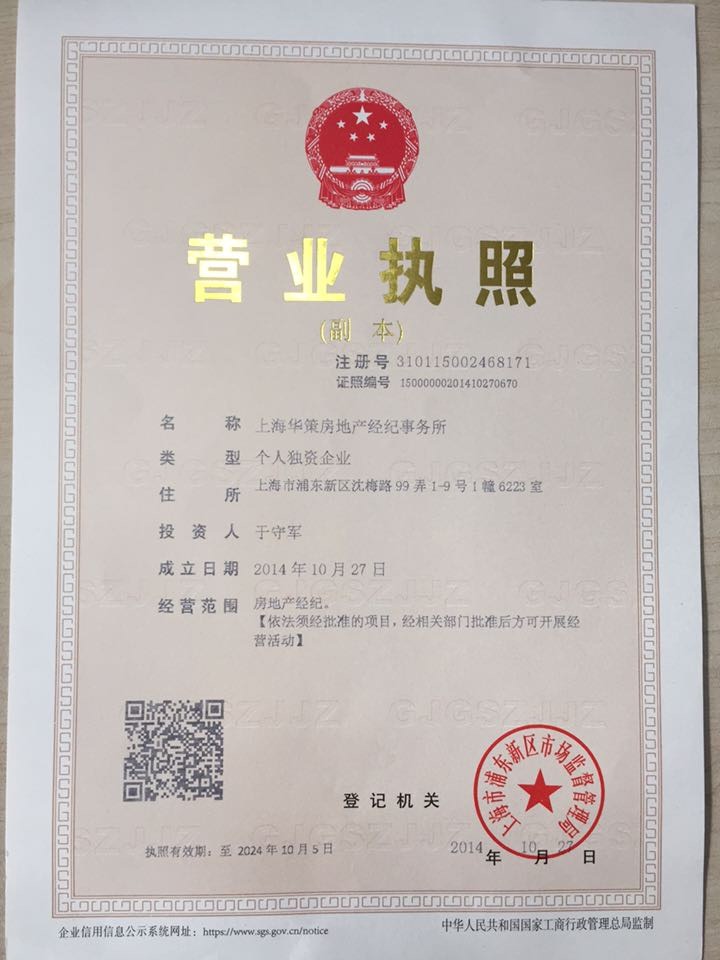 营业执照
(副本)
注册号 310115002468171
证照编号 15000000201410270670
名称 上海华策房地产经纪事务所
类型 个人独资企业
住所 上海市浦东新区沈梅路99弄1-9号1幢6223室
投资人 于守军
成立日期 2014年10月27日
经营范围 房地产经纪。
【依法须经批准的项目，经相关部门批准后方可开展经
营活动】
上海市浦东新区市场监督管理局
登记机关
执照有效期：至 2024年10月5日
2014年10月27日
企业信用信息公示系统网址：https://www.sgs.gov.cn/notice
中华人民共和国国家工商行政管理总局监制
GJGSZJJZ